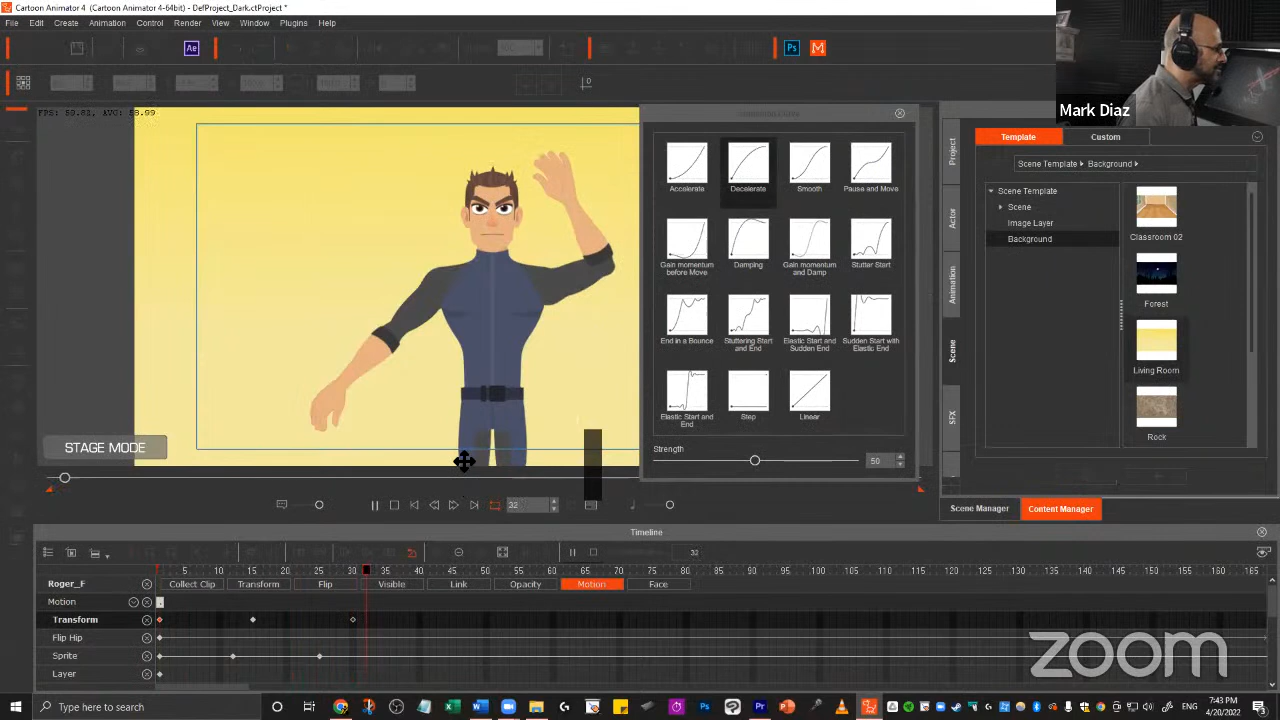 Cartoon Animator 4 (Cartoon Animator 4-64bit) - DefProject_Dark.ctProject *
File Edit Create Animation Control Render View Window Plugins Help
Ae
Ps
Mark Diaz
FPS: 59.82, AVG: 58.99
Accelerate Decelerate Smooth Pause and Move
Gain momentum before Move Damping Gain momentum and Damp Stutter Start
End in a Bounce Stuttering Start and End Elastic Start and Sudden End Sudden Start with Elastic End
Elastic Start and End Step Linear
Strength 50
Project
Actor
Animation
Scene
SFX
Template Custom
Scene Template Background
Scene Template
Scene
Image Layer
Background
Classroom 02
Forest
Living Room
Rock
Scene Manager Content Manager
STAGE MODE
32
Timeline
32
5 10 15 20 25 30 35 40 45 50 55 60 65 70 75 80 85 90 95 100 105 110 115 120 125 130 135 140 145 150 155 160 165
Roger_F Collect Clip Transform Flip Visible Link Opacity Motion Face
Motion
Transform
Flip Hip
Sprite
Layer
zoom
Type here to search
7:43 PM
4/20/2022